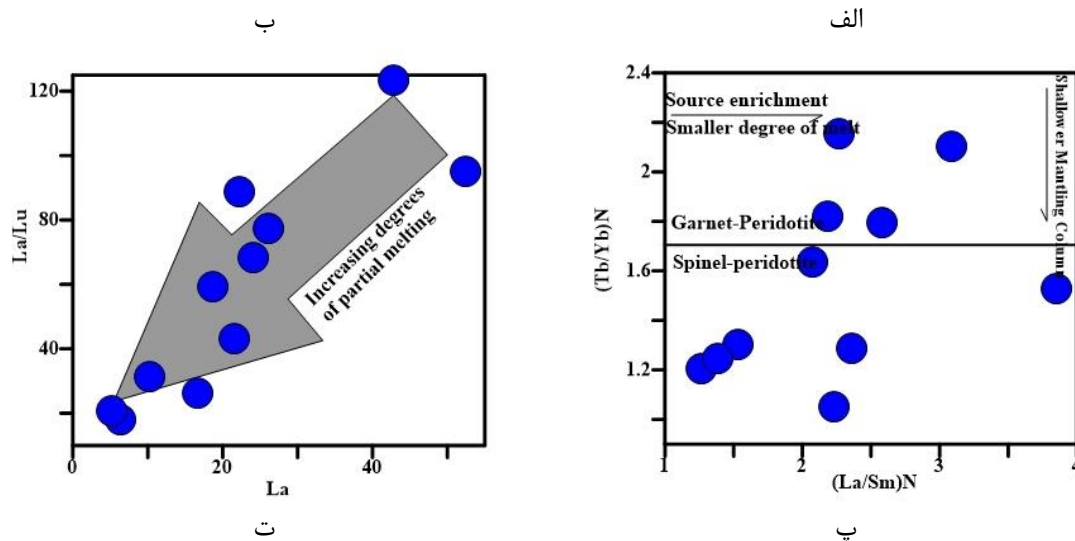 ب
الف
120
80
40
La/Lu
0
20
40
La
Increasing degrees
of partial melting
2.4
2
1.6
1.2
(Tb/Yb)N
1
2
3
4
(La/Sm)N
Source enrichment
Smaller degree of melt
Garnet-Peridotite
Spinel-peridotite
Shallower Mantling Column
ت
پ